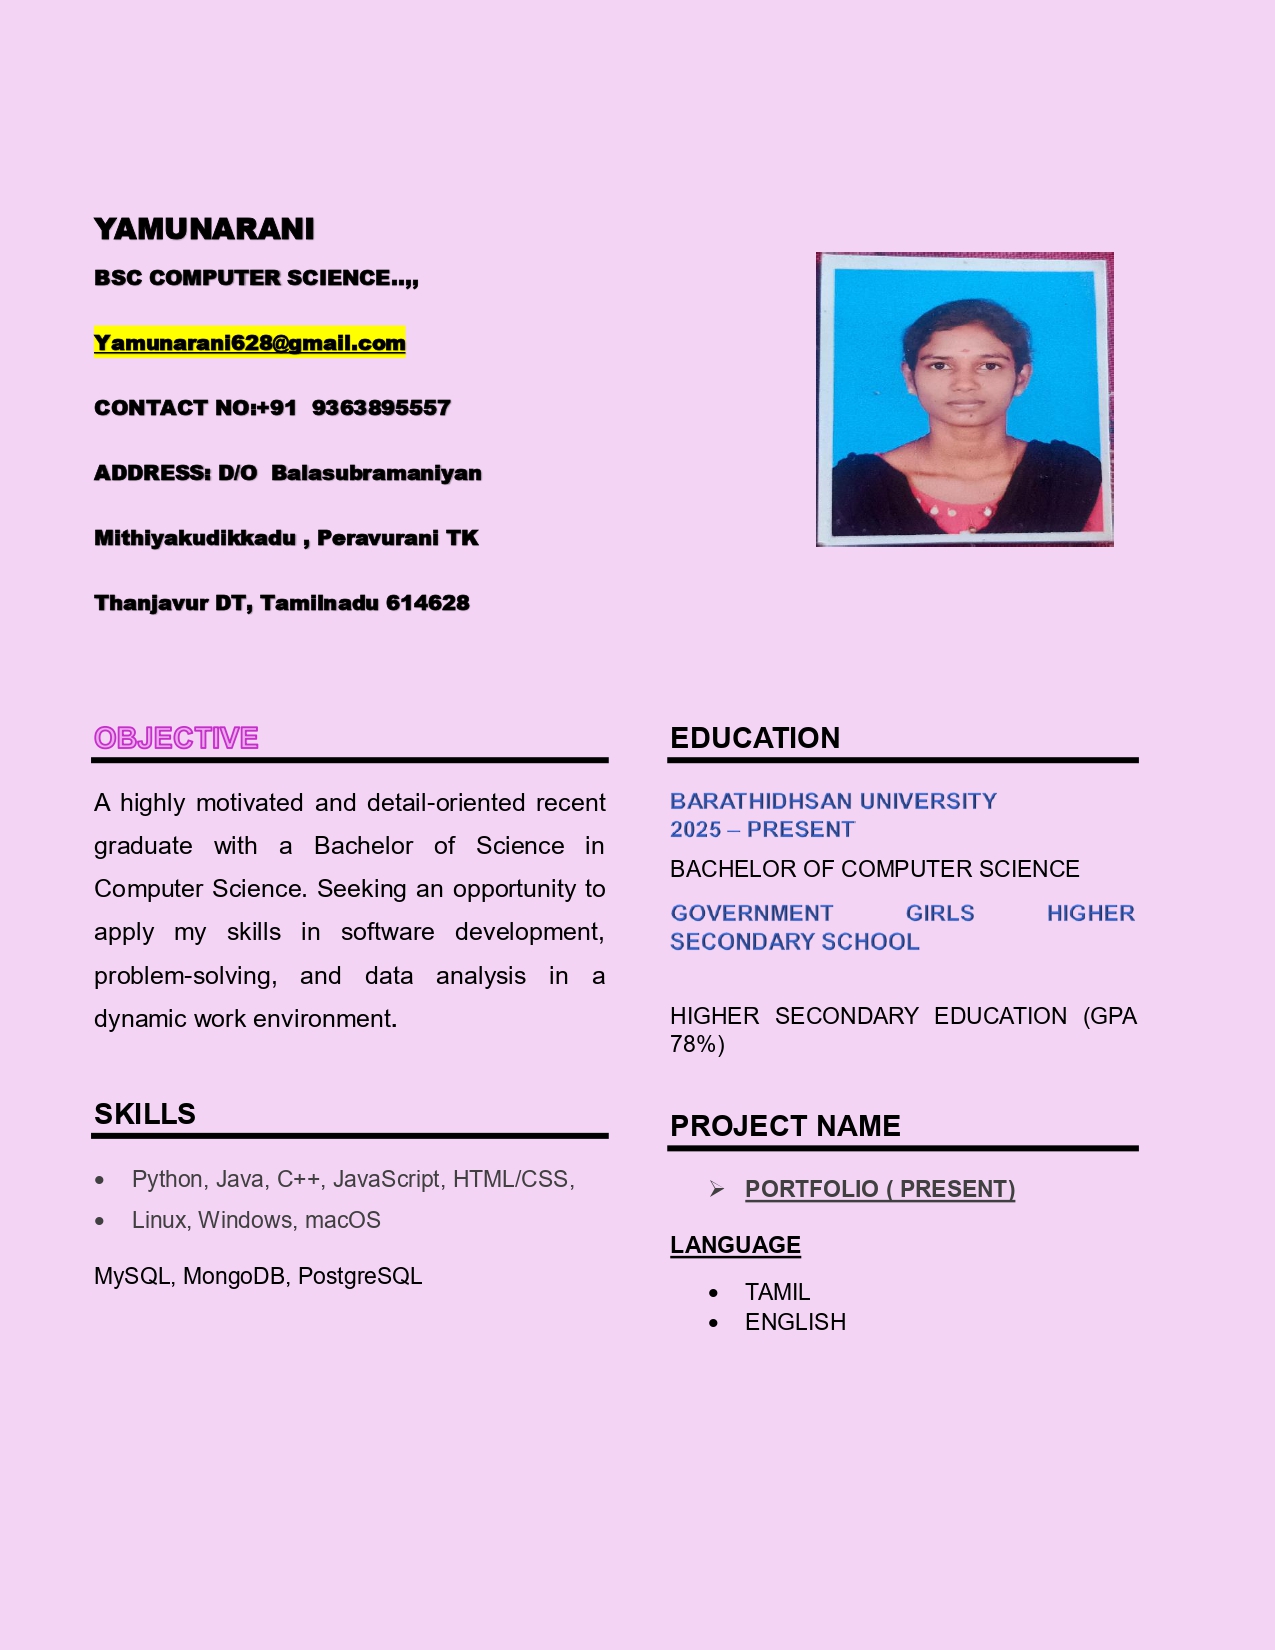 YAMUNARANI
BSC COMPUTER SCIENCE..,,
Yamunarani628@gmail.com
CONTACT NO:+91  9363895557
ADDRESS: D/O  Balasubramaniyan
Mithiyakudikkadu , Peravurani TK
Thanjavur DT, Tamilnadu 614628
OBJECTIVE
A highly motivated and detail-oriented recent
graduate with a Bachelor of Science in
Computer Science. Seeking an opportunity to
apply my skills in software development,
problem-solving, and data analysis in a
dynamic work environment.
SKILLS
• Python, Java, C++, JavaScript, HTML/CSS,
• Linux, Windows, macOS
MySQL, MongoDB, PostgreSQL
EDUCATION
BARATHIDHSAN UNIVERSITY
2025 – PRESENT
BACHELOR OF COMPUTER SCIENCE
GOVERNMENT GIRLS HIGHER
SECONDARY SCHOOL
HIGHER SECONDARY EDUCATION (GPA
78%)
PROJECT NAME
➢ PORTFOLIO ( PRESENT)
LANGUAGE
• TAMIL
• ENGLISH